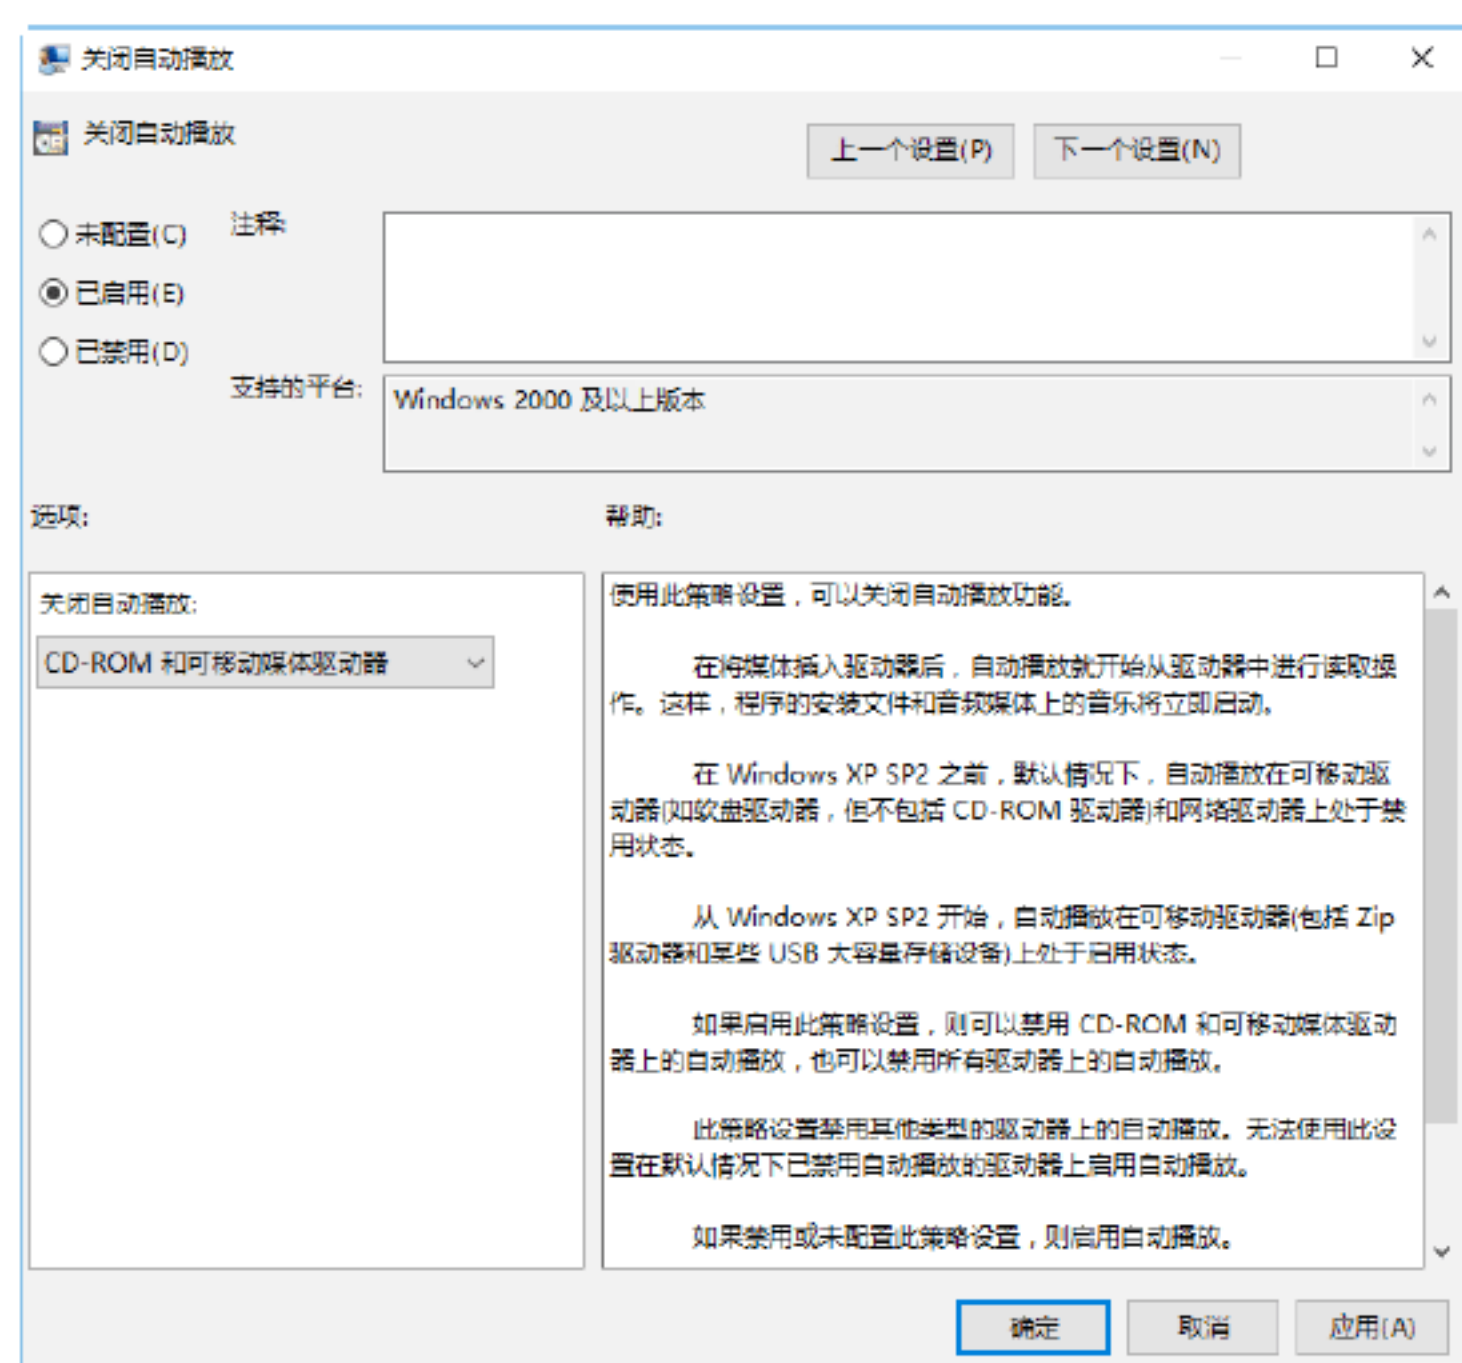 关闭自动播放
关闭自动播放
上一个设置(P)
下一个设置(N)
未配置(C)
注释:
已启用(E)
已禁用(D)
支持的平台:
Windows 2000 及以上版本
选项:
帮助:
关闭自动播放:
CD-ROM 和可移动媒体驱动器
使用此策略设置，可以关闭自动播放功能。
在将媒体插入驱动器后，自动播放就开始从驱动器中进行读取操
作。这样，程序的安装文件和音频媒体上的音乐将立即启动。
在 Windows XP SP2 之前，默认情况下，自动播放在可移动驱
动器(如软盘驱动器，但不包括 CD-ROM 驱动器)和网络驱动器上处于禁
用状态。
从 Windows XP SP2 开始，自动播放在可移动驱动器(包括 Zip
驱动器和某些 USB 大容量存储设备)上处于启用状态。
如果启用此策略设置，则可以禁用 CD-ROM 和可移动媒体驱动
器上的自动播放，也可以禁用所有驱动器上的自动播放。
此策略设置禁用其他类型的驱动器上的自动播放。无法使用此设
置在默认情况下已禁用自动播放的驱动器上启用自动播放。
如果禁用或未配置此策略设置，则启用自动播放。
确定
取消
应用(A)